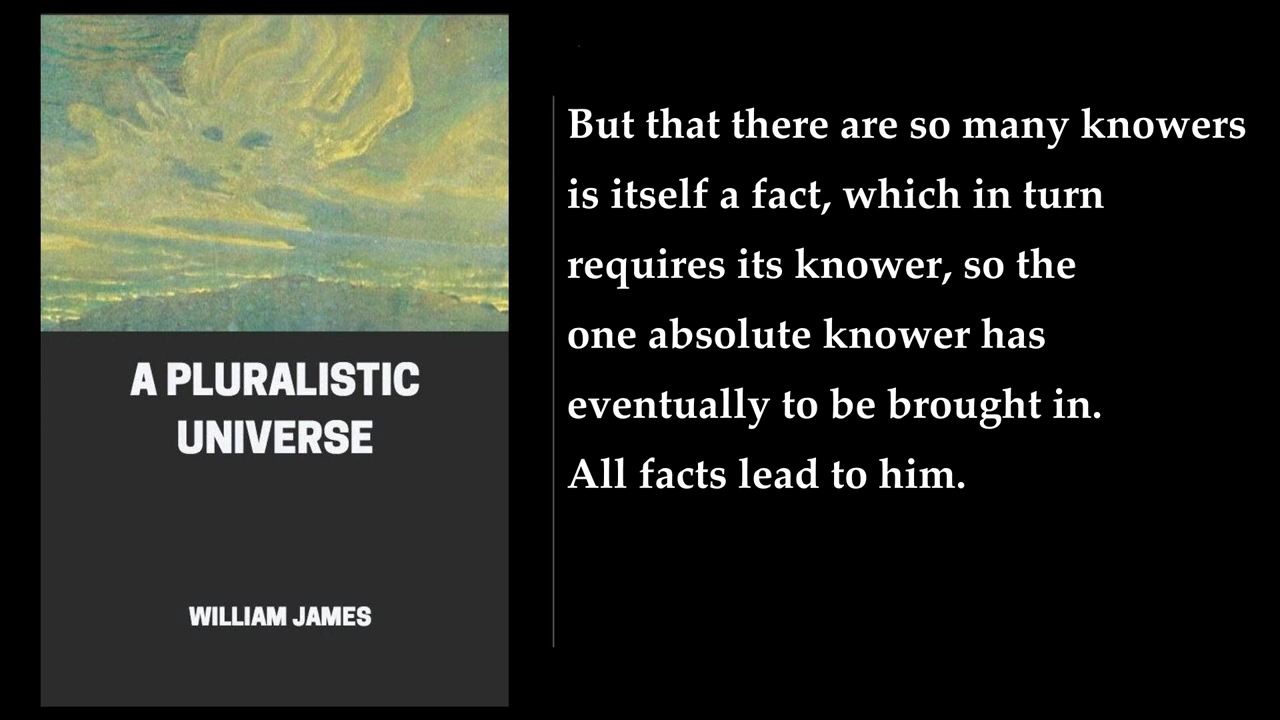 A PLURALISTIC
UNIVERSE
WILLIAM JAMES
But that there are so many knowers
is itself a fact, which in turn
requires its knower, so the
one absolute knower has
eventually to be brought in.
All facts lead to him.